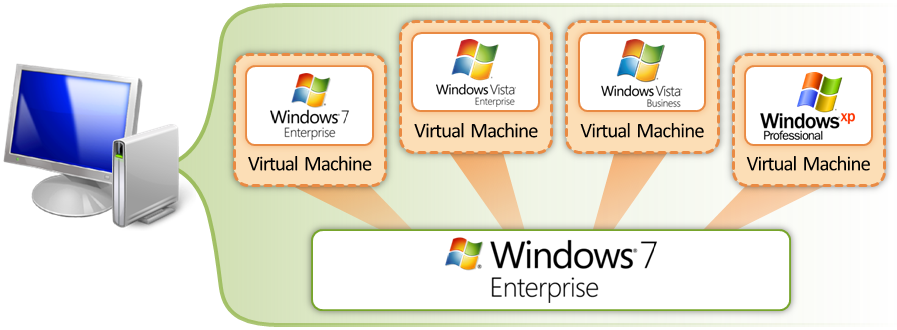 Windows 7
Enterprise
Virtual Machine
Windows Vista
Enterprise
Virtual Machine
Windows Vista
Business
Virtual Machine
Windows xp
Professional
Virtual Machine
Windows 7
Enterprise